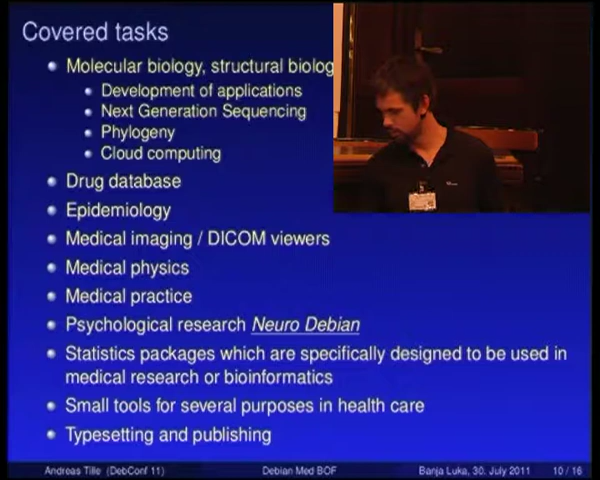 Covered tasks
Molecular biology, structural biolog
Development of applications
Next Generation Sequencing
Phylogeny
Cloud computing
Drug database
Epidemiology
Medical imaging / DICOM viewers
Medical physics
Medical practice
Psychological research Neuro Debian
Statistics packages which are specifically designed to be used in
medical research or bioinformatics
Small tools for several purposes in health care
Typesetting and publishing
Andreas Tille (DebConf 11) Debian Med BOF Banja Luka, 30. July 2011 10 / 16